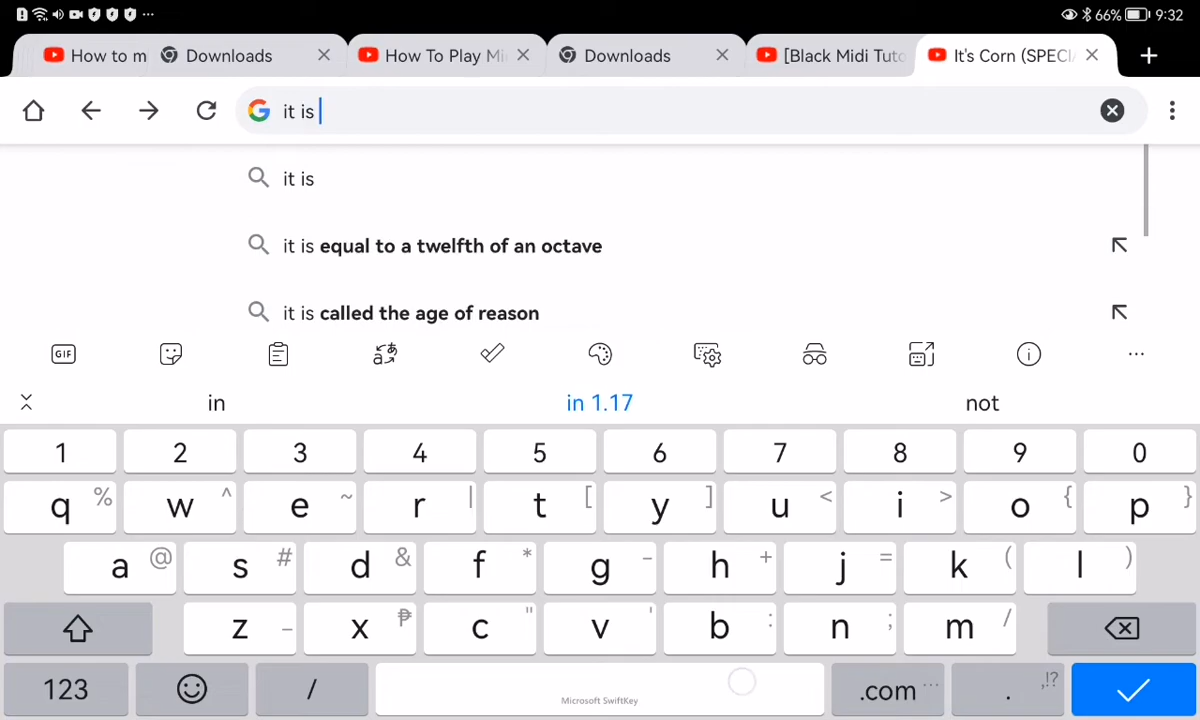 66% 9:32
How to m Downloads How To Play Mi Downloads [Black Midi Tuto It's Corn (SPECI
it is
it is
it is equal to a twelfth of an octave
it is called the age of reason
GIF
in in 1.17 not
1 2 3 4 5 6 7 8 9 0
q % w ^ e ~ r | t [ y ] u < i > o { p }
a @ s # d & f * g - h + j = k ( l )
z _ x ₱ c " v ' b : n ; m /
123 / Microsoft SwiftKey .com ... . ,!?